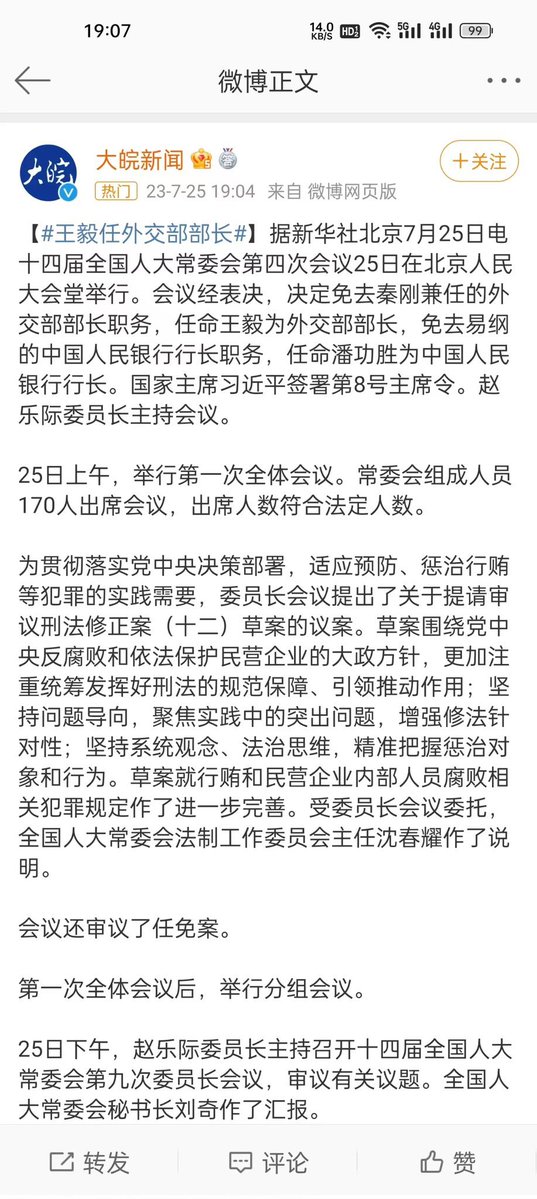 19:07
14.0
KB/S
HD
5G
4G
99
微博正文
大皖
大皖新闻
+关注
热门 23-7-25 19:04 来自 微博网页版
【#王毅任外交部部长#】据新华社北京7月25日电
十四届全国人大常委会第四次会议25日在北京人民
大会堂举行。会议经表决，决定免去秦刚兼任的外
交部部长职务，任命王毅为外交部部长，免去易纲
的中国人民银行行长职务，任命潘功胜为中国人民
银行行长。国家主席习近平签署第8号主席令。赵
乐际委员长主持会议。
25日上午，举行第一次全体会议。常委会组成人员
170人出席会议，出席人数符合法定人数。
为贯彻落实党中央决策部署，适应预防、惩治行贿
等犯罪的实践需要，委员长会议提出了关于提请审
议刑法修正案（十二）草案的议案。草案围绕党中
央反腐败和依法保护民营企业的大政方针，更加注
重统筹发挥好刑法的规范保障、引领推动作用；坚
持问题导向，聚焦实践中的突出问题，增强修法针
对性；坚持系统观念、法治思维，精准把握惩治对
象和行为。草案就行贿和民营企业内部人员腐败相
关犯罪规定作了进一步完善。受委员长会议委托，
全国人大常委会法制工作委员会主任沈春耀作了说
明。
会议还审议了任免案。
第一次全体会议后，举行分组会议。
25日下午，赵乐际委员长主持召开十四届全国人大
常委会第九次委员长会议，审议有关议题。全国人
大常委会秘书长刘奇作了汇报。
转发
评论
赞